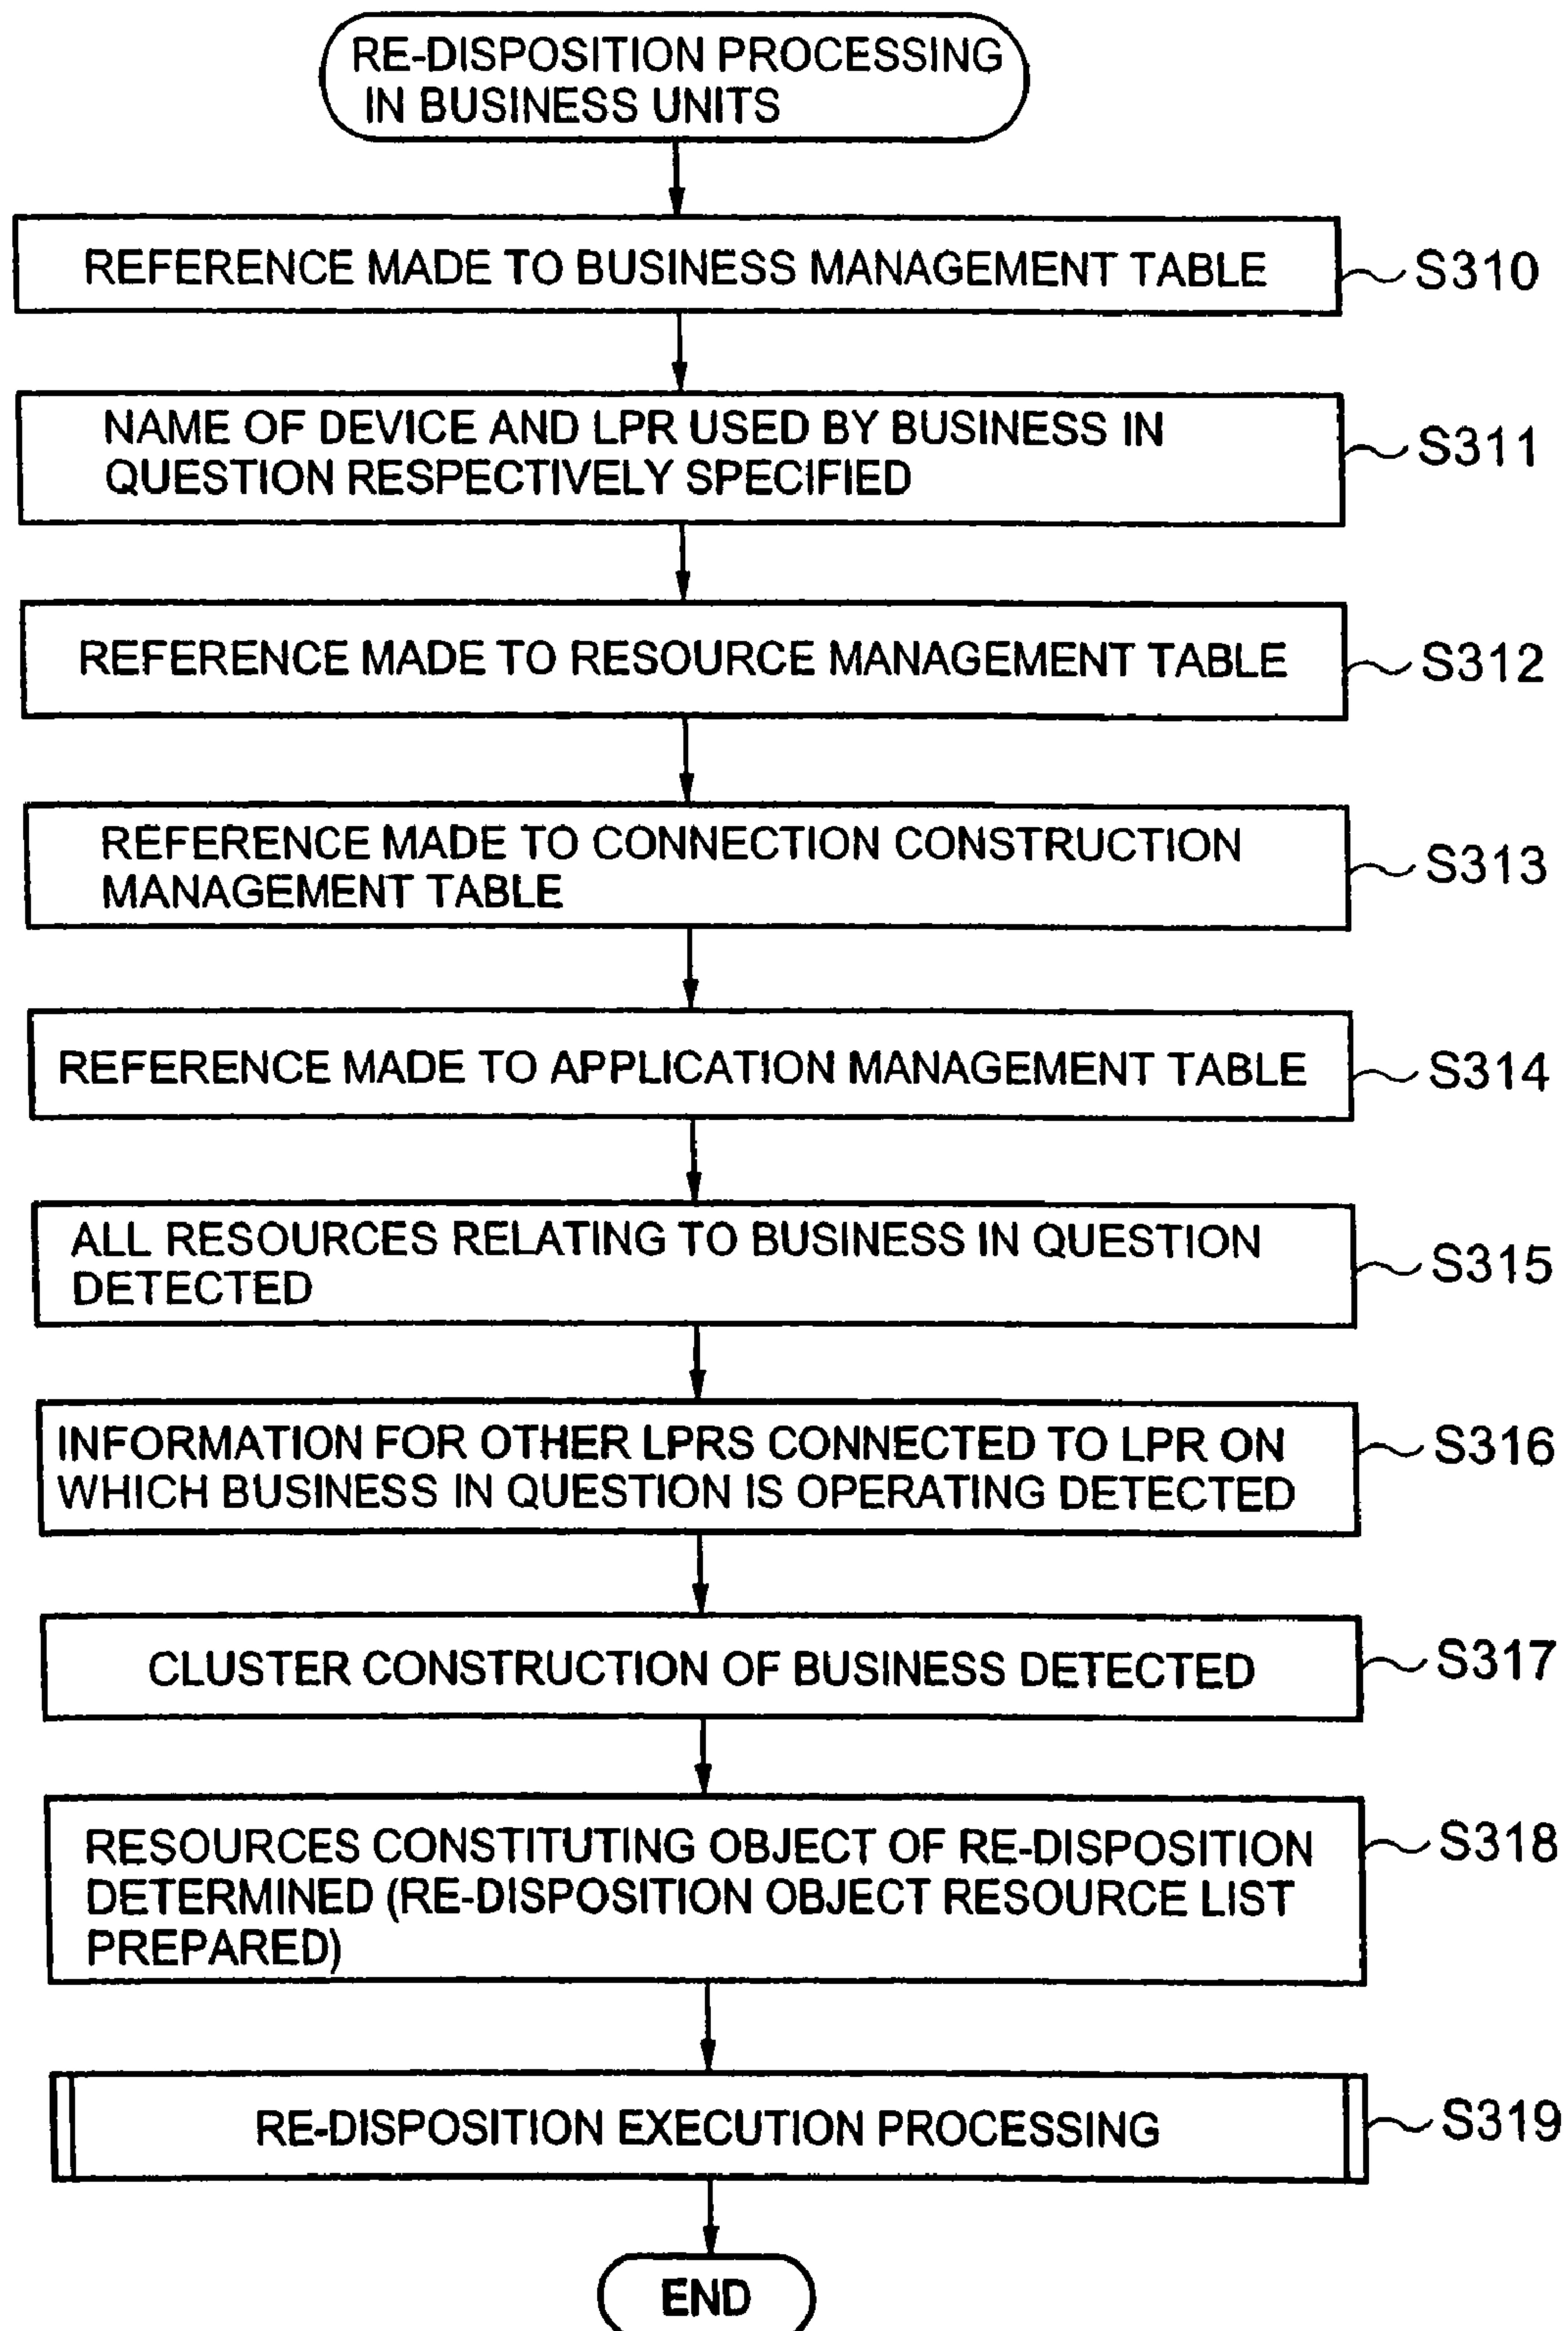 RE-DISPOSITION PROCESSING
IN BUSINESS UNITS
REFERENCE MADE TO BUSINESS MANAGEMENT TABLE
S310
NAME OF DEVICE AND LPR USED BY BUSINESS IN
QUESTION RESPECTIVELY SPECIFIED
S311
REFERENCE MADE TO RESOURCE MANAGEMENT TABLE
S312
REFERENCE MADE TO CONNECTION CONSTRUCTION
MANAGEMENT TABLE
S313
REFERENCE MADE TO APPLICATION MANAGEMENT TABLE
S314
ALL RESOURCES RELATING TO BUSINESS IN QUESTION
DETECTED
S315
INFORMATION FOR OTHER LPRS CONNECTED TO LPR ON
WHICH BUSINESS IN QUESTION IS OPERATING DETECTED
S316
CLUSTER CONSTRUCTION OF BUSINESS DETECTED
S317
RESOURCES CONSTITUTING OBJECT OF RE-DISPOSITION
DETERMINED (RE-DISPOSITION OBJECT RESOURCE LIST
PREPARED)
S318
RE-DISPOSITION EXECUTION PROCESSING
S319
END